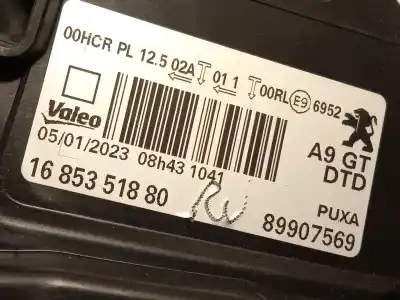 00HCR PL 12.5 02A 01 1 00RL E9 6952
Valeo
05/01/2023 08h43 1041
A9 GT
DTD
16 853 518 80
PUXA
89907569